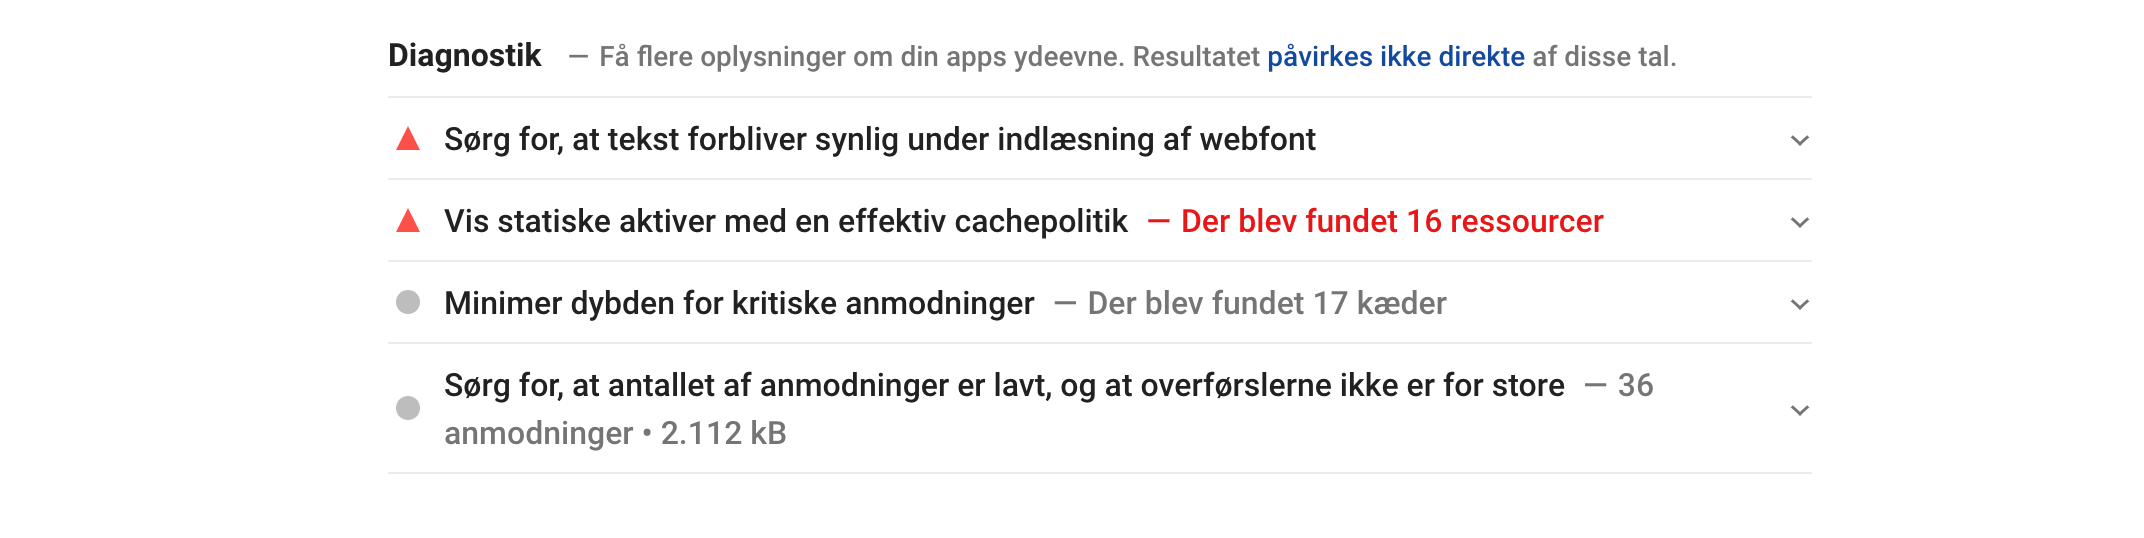 Diagnostik — Få flere oplysninger om din apps ydeevne. Resultatet påvirkes ikke direkte af disse tal.
Sørg for, at tekst forbliver synlig under indlæsning af webfont
Vis statiske aktiver med en effektiv cachepolitik — Der blev fundet 16 ressourcer
Minimer dybden for kritiske anmodninger — Der blev fundet 17 kæder
Sørg for, at antallet af anmodninger er lavt, og at overførslerne ikke er for store — 36
anmodninger • 2.112 kB